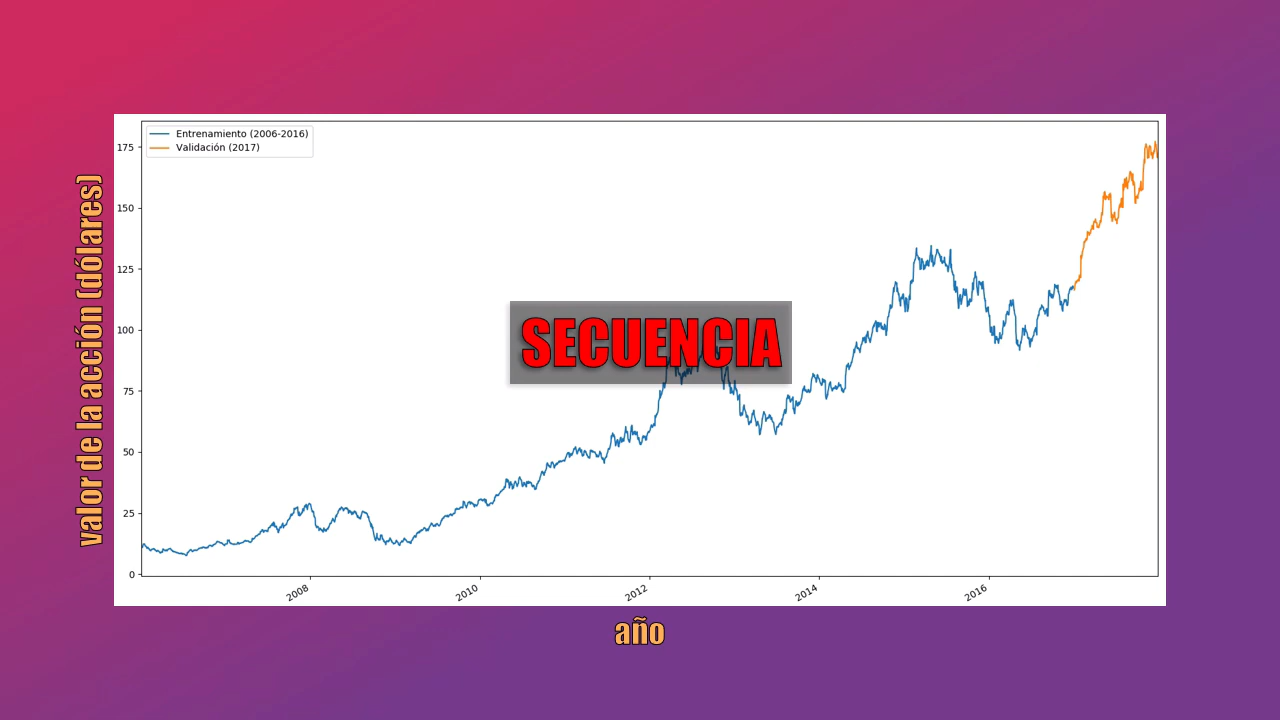 Entrenamiento (2006-2016)
Validación (2017)
175
150
125
100
75
50
25
0
valor de la acción (dólares)
SECUENCIA
2008
2010
2012
2014
2016
año